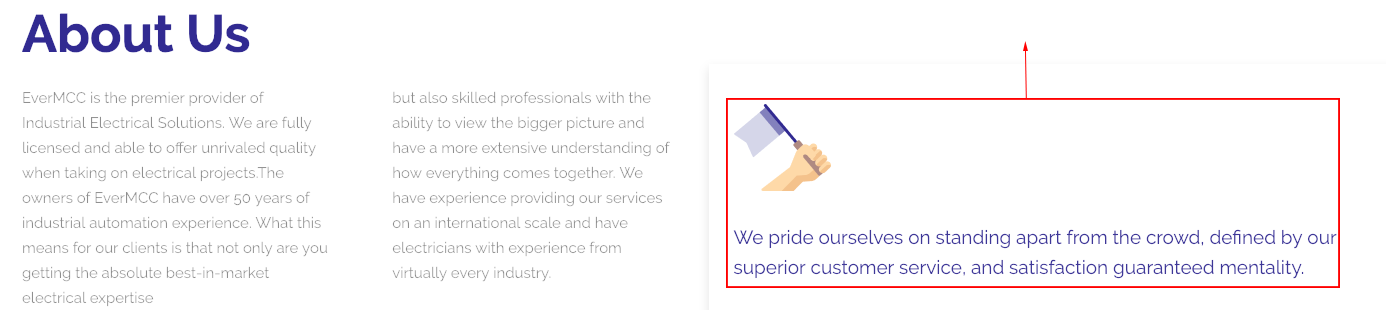 About Us
EverMCC is the premier provider of
Industrial Electrical Solutions. We are fully
licensed and able to offer unrivaled quality
when taking on electrical projects.The
owners of EverMCC have over 50 years of
industrial automation experience. What this
means for our clients is that not only are you
getting the absolute best-in-market
electrical expertise
but also skilled professionals with the
ability to view the bigger picture and
have a more extensive understanding of
how everything comes together. We
have experience providing our services
on an international scale and have
electricians with experience from
virtually every industry.
We pride ourselves on standing apart from the crowd, defined by our
superior customer service, and satisfaction guaranteed mentality.